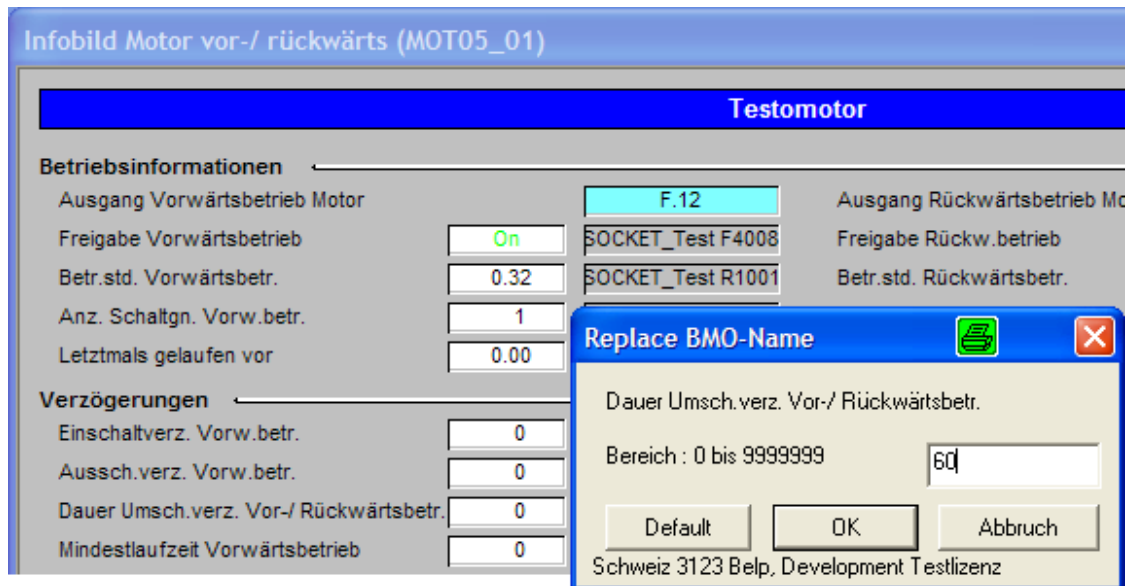 Infobild Motor vor-/ rückwärts (MOT05_01)
Testomotor
Betriebsinformationen
Ausgang Vorwärtsbetrieb Motor F.12 Ausgang Rückwärtsbetrieb
Freigabe Vorwärtsbetrieb On SOCKET_Test F4008 Freigabe Rückw.betrieb
Betr.std. Vorwärtsbetr. 0.32 SOCKET_Test R1001 Betr.std. Rückwärtsbetr.
Anz. Schaltgn. Vorw.betr. 1
Letztmals gelaufen vor 0.00
Verzögerungen
Einschaltverz. Vorw.betr. 0
Aussch.verz. Vorw.betr. 0
Dauer Umsch.verz. Vor-/ Rückwärtsbetr. 0
Mindestlaufzeit Vorwärtsbetrieb 0
Replace BMO-Name
Dauer Umsch.verz. Vor-/ Rückwärtsbetr.
Bereich : 0 bis 9999999 60
Default OK Abbruch
Schweiz 3123 Belp, Development Testlizenz